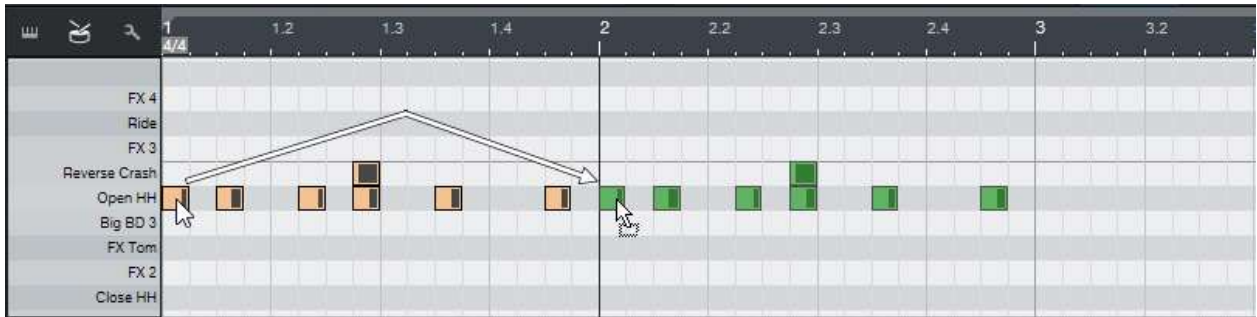 1 1.2 1.3 1.4 2 2.2 2.3 2.4 3 3.2
4/4
FX 4
Ride
FX 3
Reverse Crash
Open HH
Big BD 3
FX Tom
FX 2
Close HH